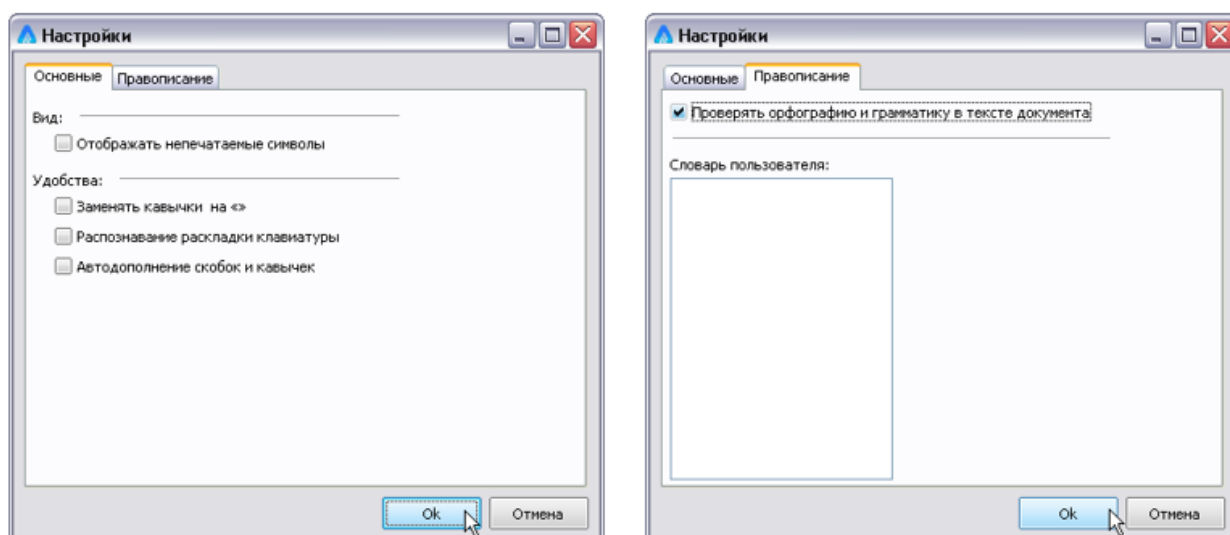 Настройки
Основные Правописание
Вид:
Отображать непечатаемые символы
Удобства:
Заменять кавычки на «»
Распознавание раскладки клавиатуры
Автодополнение скобок и кавычек
Ok Отмена
Настройки
Основные Правописание
Проверять орфографию и грамматику в тексте документа
Словарь пользователя:
Ok Отмена